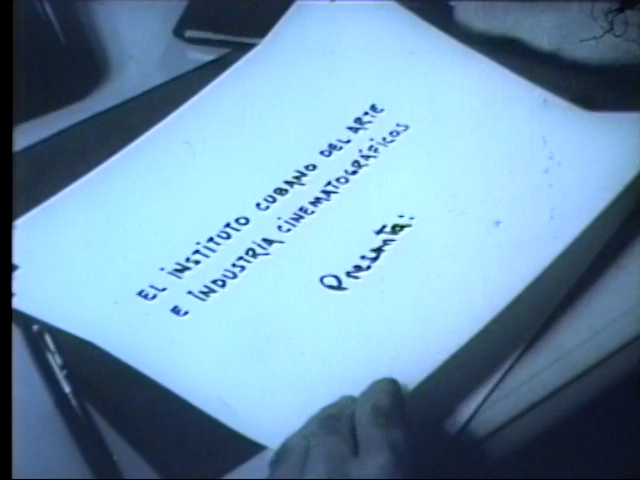 EL INSTITUTO CUBANO DEL ARTE
E INDUSTRIA CINEMATOGRÁFICOS
Presenta: